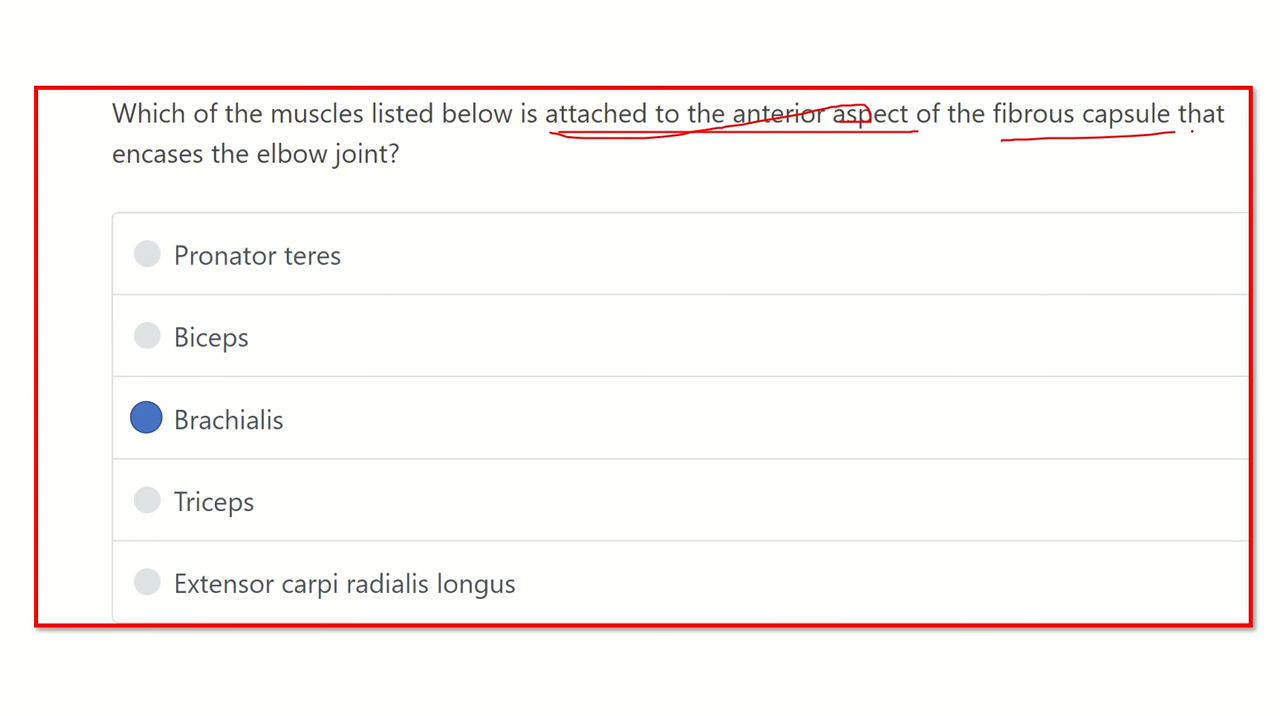 Which of the muscles listed below is attached to the anterior aspect of the fibrous capsule that
encases the elbow joint?
Pronator teres
Biceps
Brachialis
Triceps
Extensor carpi radialis longus